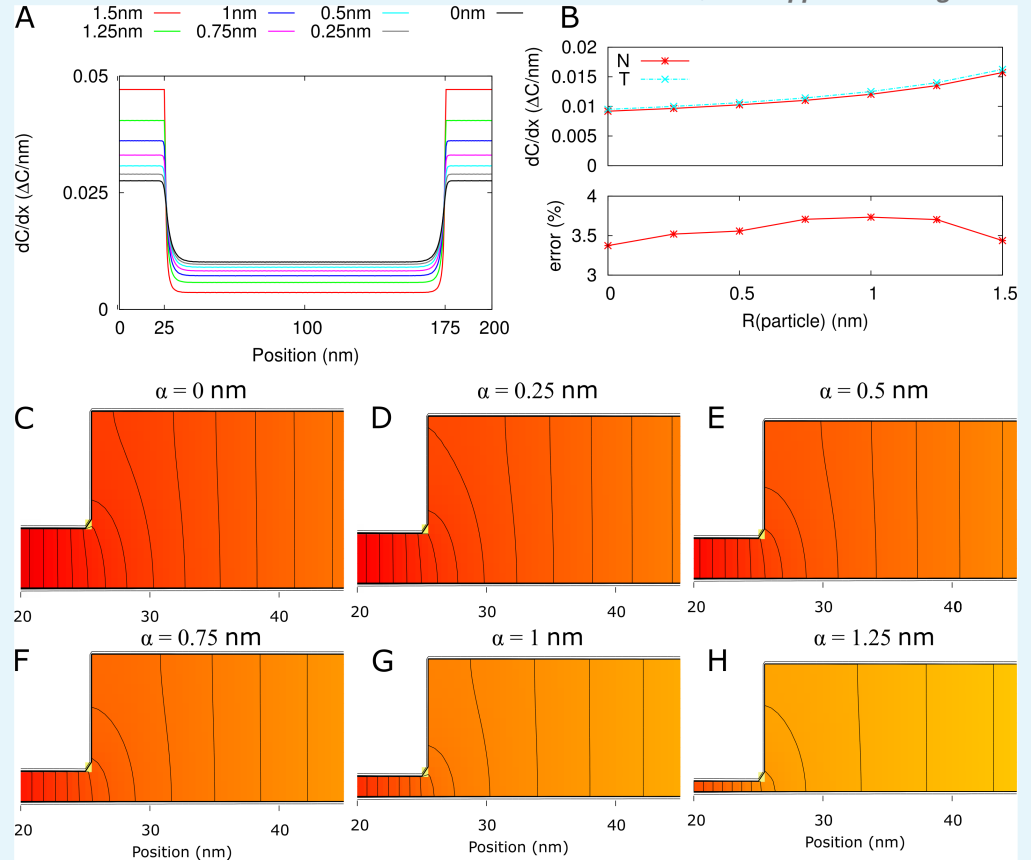 A
1.5nm 1nm 0.5nm 0nm
1.25nm 0.75nm 0.25nm
0.05
0.025
0
dC/dx (ΔC/nm)
0 25 100 175 200
Position (nm)
B
N
T
0.02
0.015
0.01
0.005
0
dC/dx (ΔC/nm)
4
3.5
3
error (%)
0 0.5 1 1.5
R(particle) (nm)
C
α = 0 nm
20 30 40
D
α = 0.25 nm
20 30 40
E
α = 0.5 nm
20 30 40
F
α = 0.75 nm
20 30 40
Position (nm)
G
α = 1 nm
20 30 40
Position (nm)
H
α = 1.25 nm
20 30 40
Position (nm)